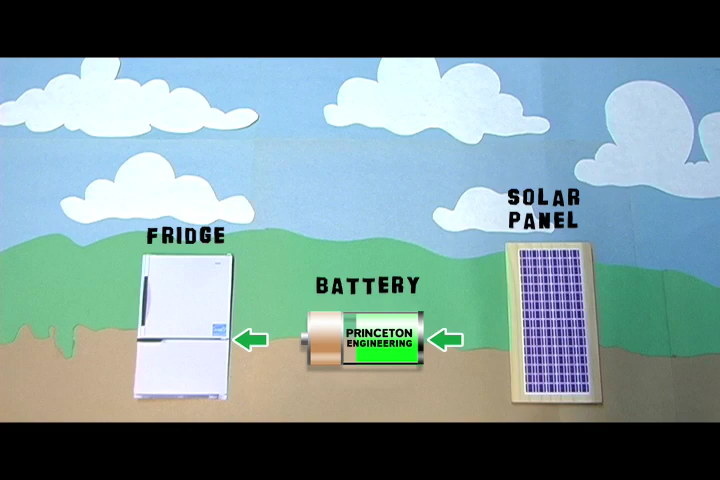 SOLAR
PANEL
FRIDGE
BATTERY
PRINCETON
ENGINEERING